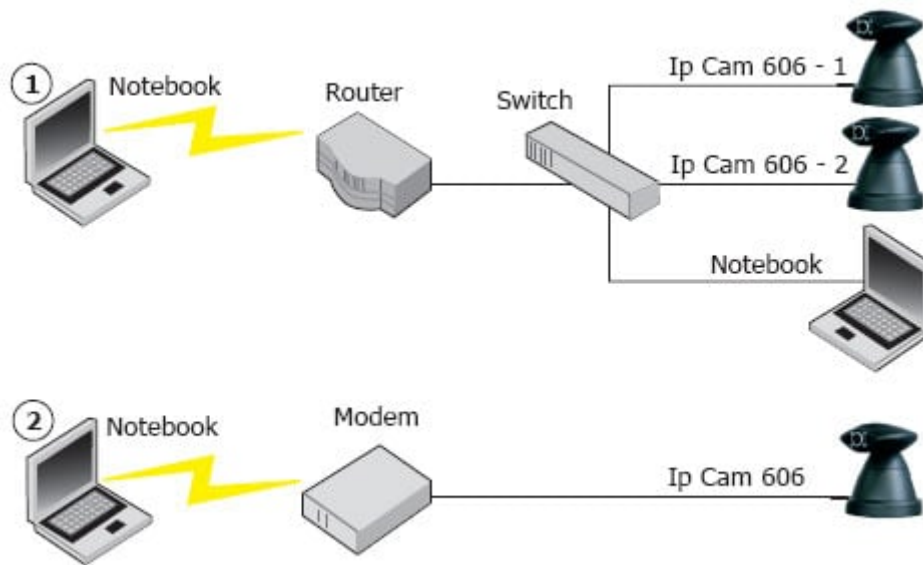 1
Notebook
Router
Switch
Ip Cam 606 - 1
Ip Cam 606 - 2
Notebook
2
Notebook
Modem
Ip Cam 606